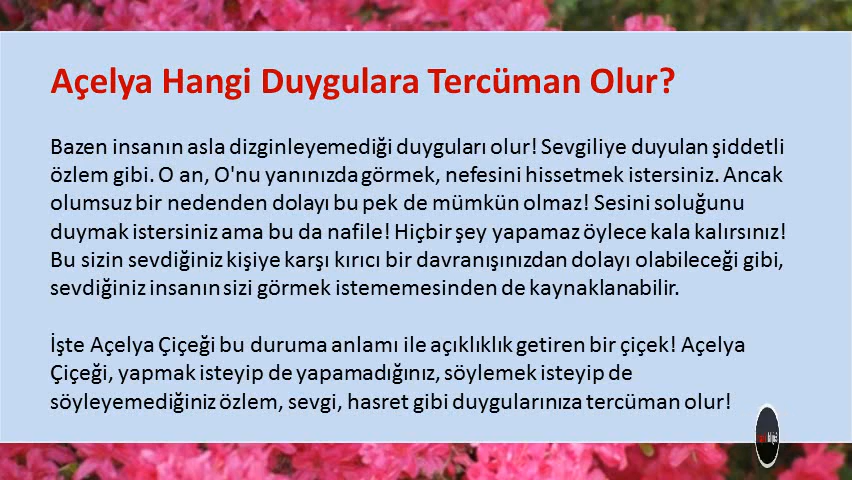 Açelya Hangi Duygulara Tercüman Olur?
Bazen insanın asla dizginleyemediği duyguları olur! Sevgiliye duyulan şiddetli
özlem gibi. O an, O'nu yanınızda görmek, nefesini hissetmek istersiniz. Ancak
olumsuz bir nedenden dolayı bu pek de mümkün olmaz! Sesini soluğunu
duymak istersiniz ama bu da nafile! Hiçbir şey yapamaz öylece kala kalırsınız!
Bu sizin sevdiğiniz kişiye karşı kırıcı bir davranışınızdan dolayı olabileceği gibi,
sevdiğiniz insanın sizi görmek istememesinden de kaynaklanabilir.
İşte Açelya Çiçeği bu duruma anlamı ile açıklıklık getiren bir çiçek! Açelya
Çiçeği, yapmak isteyip de yapamadığınız, söylemek isteyip de
söyleyemediğiniz özlem, sevgi, hasret gibi duygularınıza tercüman olur!